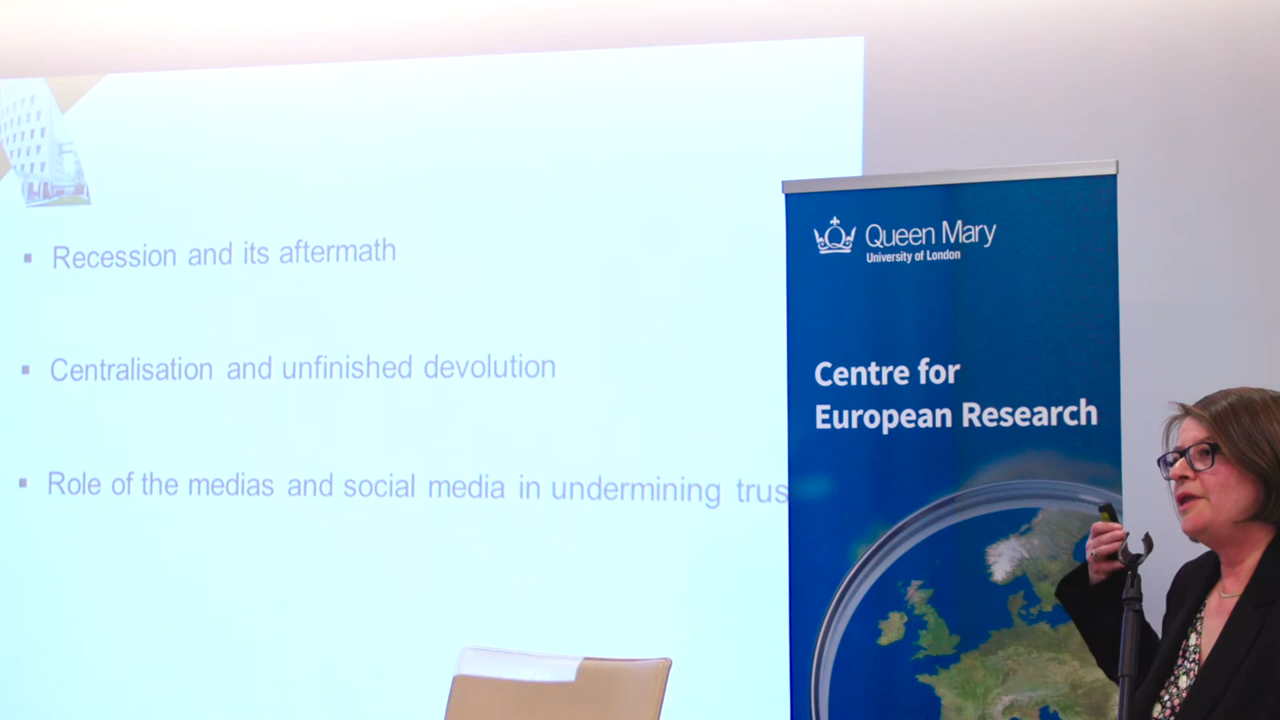 Recession and its aftermath
Centralisation and unfinished devolution
Role of the medias and social media in undermining trus
Queen Mary
University of London
Centre for
European Research